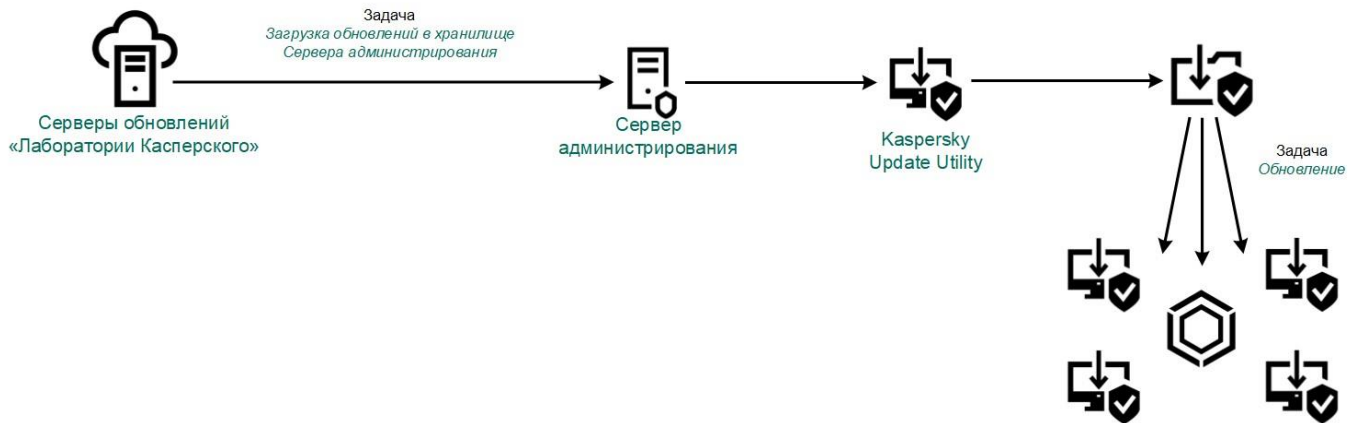 Задача
Загрузка обновлений в хранилище
Сервера администрирования
Серверы обновлений
«Лаборатории Касперского»
Сервер
администрирования
Kaspersky
Update Utility
Задача
Обновление